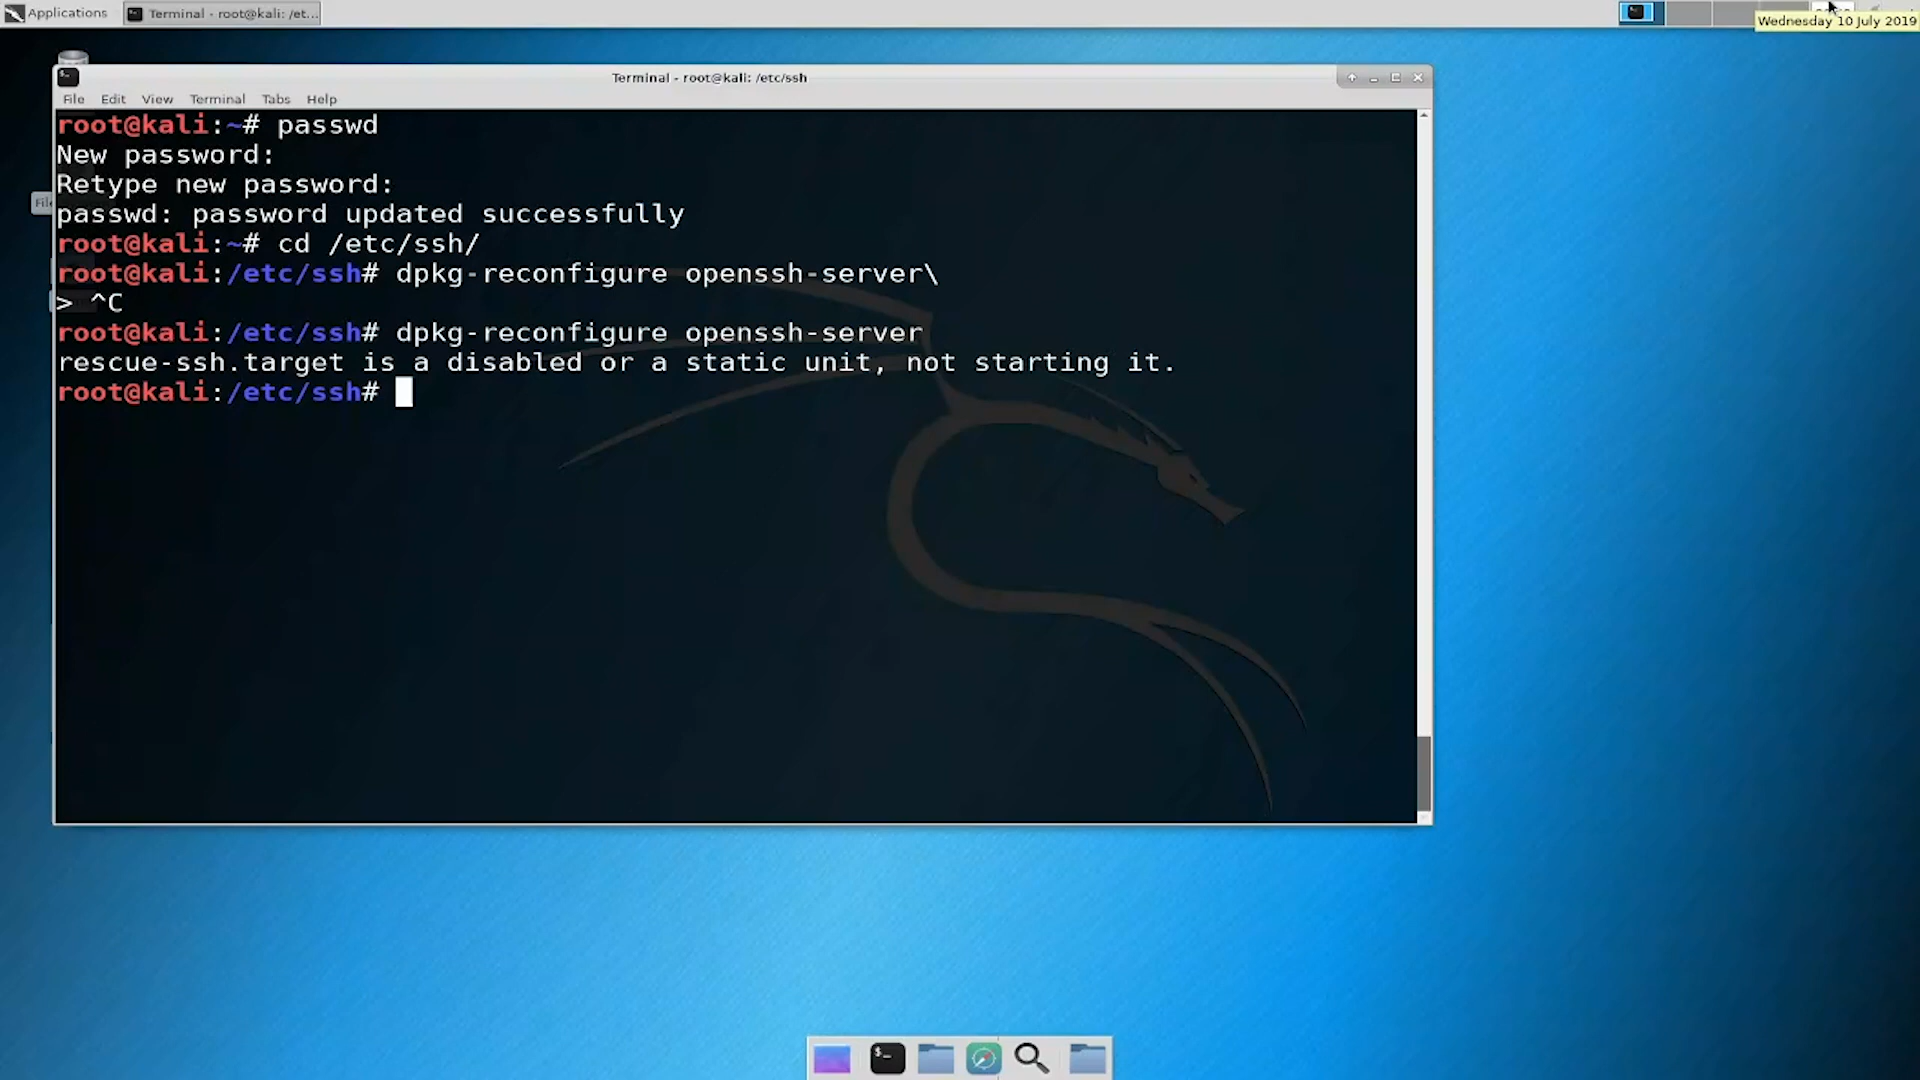 Applications
Terminal - root@kali: /et...
Wednesday 10 July 2019
Terminal - root@kali: /etc/ssh
File Edit View Terminal Tabs Help
root@kali:~# passwd
New password:
Retype new password:
passwd: password updated successfully
root@kali:~# cd /etc/ssh/
root@kali:/etc/ssh# dpkg-reconfigure openssh-server\
> ^C
root@kali:/etc/ssh# dpkg-reconfigure openssh-server
rescue-ssh.target is a disabled or a static unit, not starting it.
root@kali:/etc/ssh#